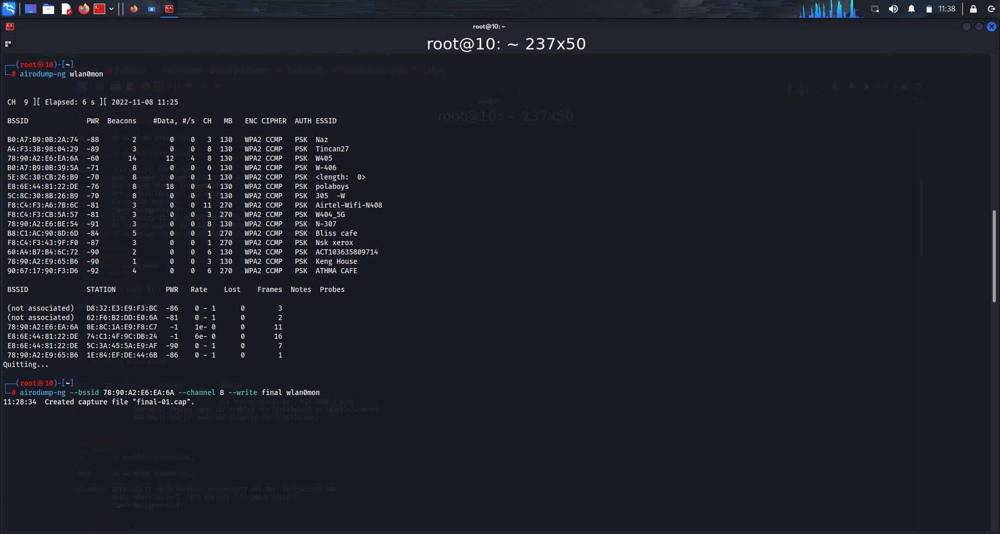 11:38
root@10: ~
root@10: ~ 237x50
┌──(root㉿10)-[~]
└─# airodump-ng wlan0mon
CH  9 ][ Elapsed: 6 s ][ 2022-11-08 11:25
BSSID              PWR  Beacons    #Data, #/s  CH   MB   ENC CIPHER  AUTH ESSID
B0:A7:B9:0B:2A:74  -88        2        0    0   3  130   WPA2 CCMP   PSK  Naz
A4:F3:3B:98:04:29  -89        3        0    0   8  130   WPA2 CCMP   PSK  Tincan27
78:90:A2:E6:EA:6A  -60       14       12    4   8  130   WPA2 CCMP   PSK  W405
B0:A7:B9:0B:39:5A  -71        8        0    0   6  130   WPA2 CCMP   PSK  W-406
5E:8C:30:CB:26:B9  -70        8        0    0   1  130   WPA2 CCMP   PSK  <length:  0>
E8:6E:44:81:22:DE  -76        8       18    0   4  130   WPA2 CCMP   PSK  polaboys
5C:8C:30:8B:26:B9  -70        8        0    0   1  130   WPA2 CCMP   PSK  305  -W
F8:C4:F3:A6:7B:6C  -81        3        0    0  11  270   WPA2 CCMP   PSK  Airtel-Wifi-N408
F8:C4:F3:CB:5A:57  -81        3        0    0   3  270   WPA2 CCMP   PSK  W404_5G
78:90:A2:E6:BE:54  -91        3        0    0   8  130   WPA2 CCMP   PSK  N-307
B8:C1:AC:90:8D:6D  -84        5        0    0   1  270   WPA2 CCMP   PSK  Bliss cafe
F8:C4:F3:43:9F:F0  -87        3        0    0   1  270   WPA2 CCMP   PSK  Nsk xerox
60:A4:B7:B4:6C:72  -90        2        0    0   6  130   WPA2 CCMP   PSK  ACT103635809714
78:90:A2:E9:65:B6  -90        1        0    0   3  130   WPA2 CCMP   PSK  Keng House
90:67:17:90:F3:D6  -92        4        0    0   6  270   WPA2 CCMP   PSK  ATHMA CAFE
BSSID              STATION            PWR   Rate    Lost    Frames  Notes  Probes
(not associated)   D8:32:E3:E9:F3:BC  -86    0 - 1      0        3
(not associated)   62:F6:B2:DD:E0:6A  -81    0 - 1      0        2
78:90:A2:E6:EA:6A  8E:8C:1A:E9:F8:C7   -1    1e- 0      0       11
E8:6E:44:81:22:DE  74:C1:4F:9C:DB:24   -1    6e- 0      0       16
E8:6E:44:81:22:DE  5C:3A:45:5A:E9:AF  -90    0 - 1      0        7
78:90:A2:E9:65:B6  1E:84:EF:DE:44:6B  -86    0 - 1      0        1
Quitting...
┌──(root㉿10)-[~]
└─# airodump-ng --bssid 78:90:A2:E6:EA:6A --channel 8 --write final wlan0mon
11:28:34  Created capture file "final-01.cap".